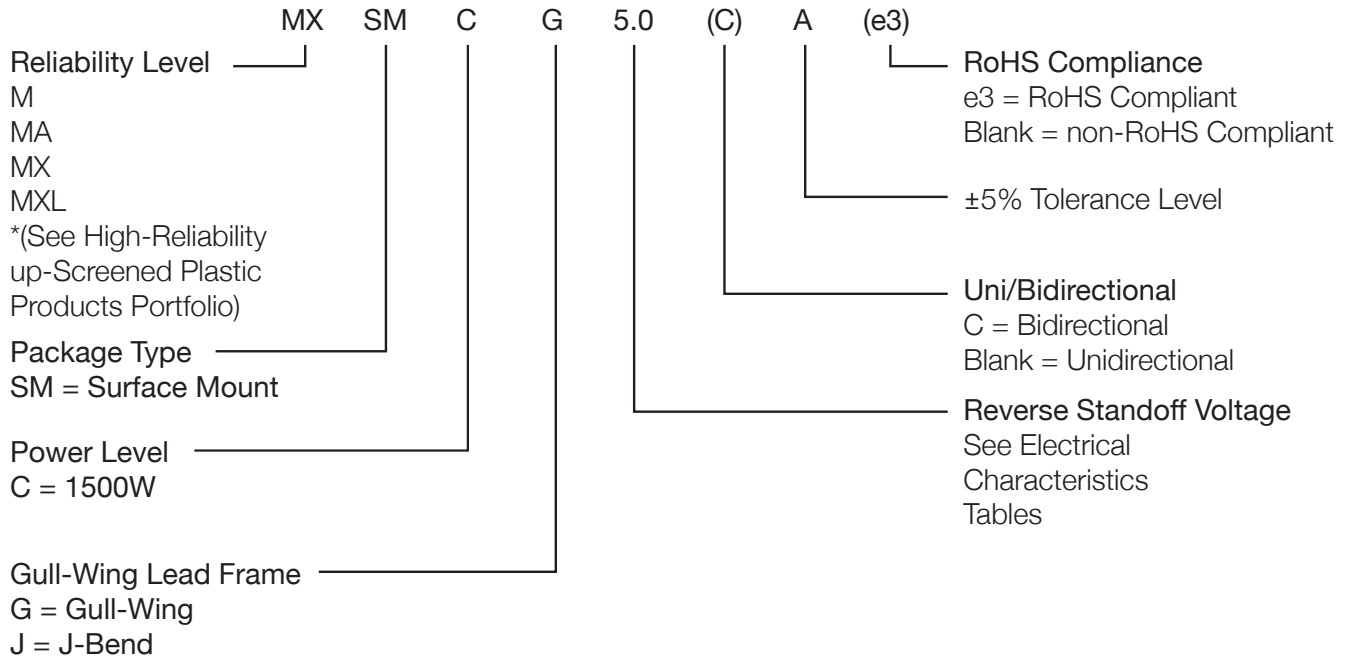 MX SM C G 5.0 (C) A (e3)
Reliability Level
M
MA
MX
MXL
*(See High-Reliability
up-Screened Plastic
Products Portfolio)
Package Type
SM = Surface Mount
Power Level
C = 1500W
Gull-Wing Lead Frame
G = Gull-Wing
J = J-Bend
RoHS Compliance
e3 = RoHS Compliant
Blank = non-RoHS Compliant
±5% Tolerance Level
Uni/Bidirectional
C = Bidirectional
Blank = Unidirectional
Reverse Standoff Voltage
See Electrical
Characteristics
Tables